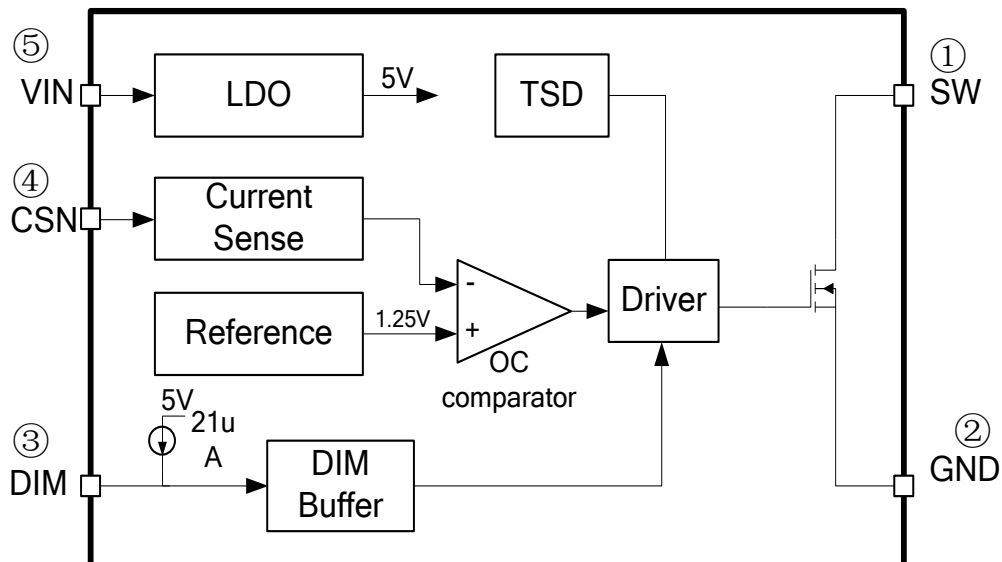 ⑤
VIN
LDO
5V
TSD
①
SW
④
CSN
Current
Sense
-
+
OC
comparator
Driver
Reference
1.25V
5V
21u
A
③
DIM
DIM
Buffer
②
GND